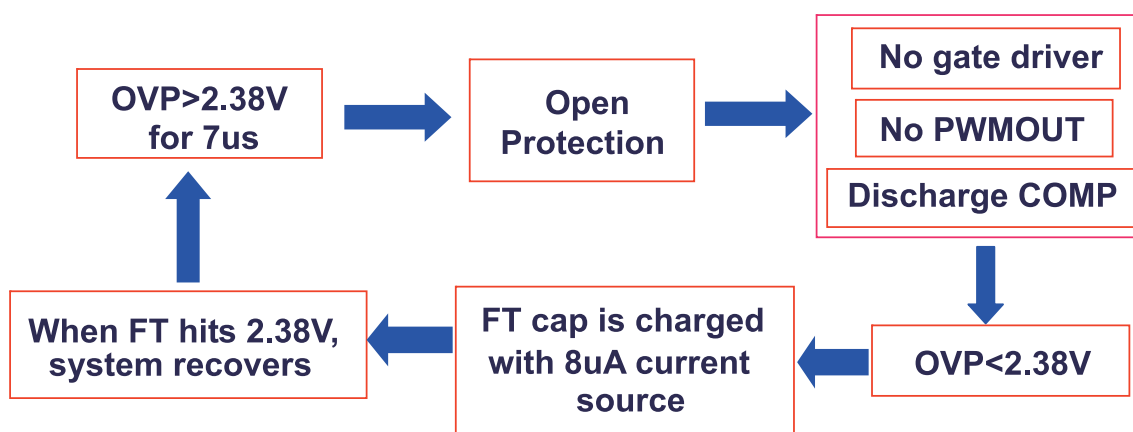 OVP>2.38V
for 7us
Open
Protection
No gate driver
No PWMOUT
Discharge COMP
OVP<2.38V
FT cap is charged
with 8uA current
source
When FT hits 2.38V,
system recovers